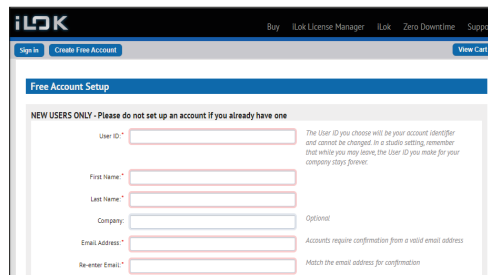 iLOK
Buy iLok License Manager iLok Zero Downtime Suppo
Sign in Create Free Account View Cart
Free Account Setup
NEW USERS ONLY - Please do not set up an account if you already have one
User ID:*
The User ID you choose will be your account identifier
and cannot be changed. In a studio setting, remember
that while you may leave, the User ID you make for your
company stays forever.
First Name:*
Last Name:*
Company:
Optional
Email Address:*
Accounts require confirmation from a valid email address
Re-enter Email:*
Match the email address for confirmation